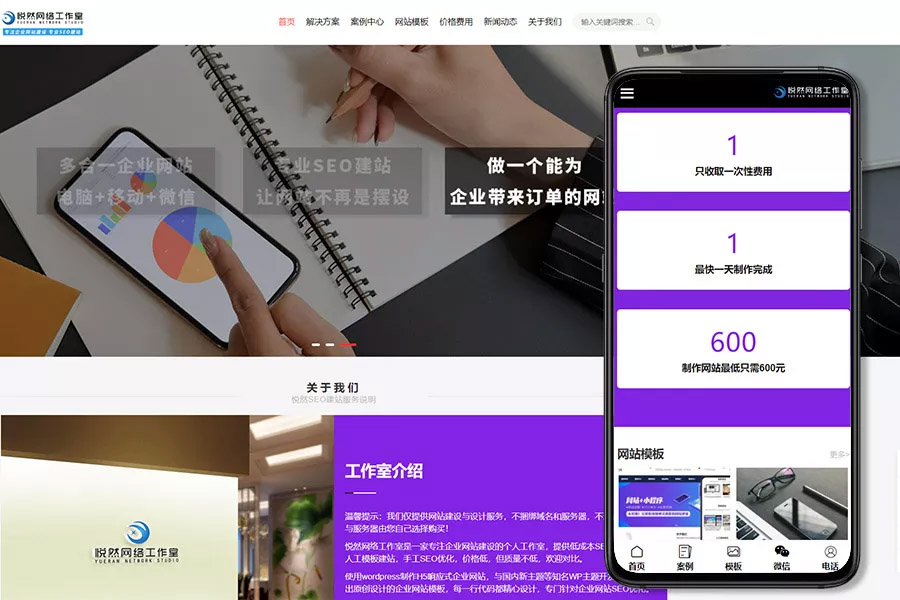 悦然网络工作室
YUERAN NETWORK STUDIO
专注企业网站建设 专业SEO建站
首页 解决方案 案例中心 网站模板 价格费用 新闻动态 关于我们
输入关键词搜索...
多合一企业网站
电脑+移动+微信
专业SEO建站
让网站不再是摆设
做一个能为
企业带来订单的网
关于我们
悦然SEO建站服务说明
悦然网络工作室
YUERAN NETWORK STUDIO
工作室介绍
温馨提示：我们仅提供网站建设与设计服务，不捆绑域名和服务器，不
与服务器由您自己选择购买！
悦然网络工作室是一家专注企业网站建设的个人工作室，提供低成本SE
人工模板建站，手工SEO优化，价格低，但质量不低，欢迎对比。
使用wordpress制作H5响应式企业网站，与国内新主题等知名WP主题开
出原创设计的企业网站模板，每一行代码都精心设计，专门针对企业网站SEO优化。
悦然网络工作室
YUERAN NETWORK STUDIO
1
只收取一次性费用
1
最快一天制作完成
600
制作网站最低只需600元
网站模板
更多>
网站+小程序
首页 案例 模板 微信 电话